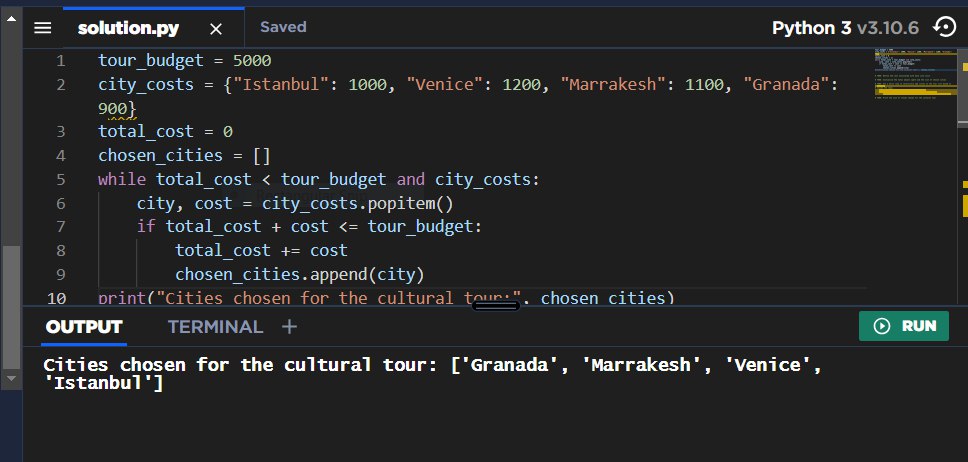 solution.py × Saved Python 3 v3.10.6
1 tour_budget = 5000
2 city_costs = {"Istanbul": 1000, "Venice": 1200, "Marrakesh": 1100, "Granada":
900}
3 total_cost = 0
4 chosen_cities = []
5 while total_cost < tour_budget and city_costs:
6 city, cost = city_costs.popitem()
7 if total_cost + cost <= tour_budget:
8 total_cost += cost
9 chosen_cities.append(city)
10 print("Cities chosen for the cultural tour:", chosen_cities)
OUTPUT TERMINAL + RUN
Cities chosen for the cultural tour: ['Granada', 'Marrakesh', 'Venice',
'Istanbul']